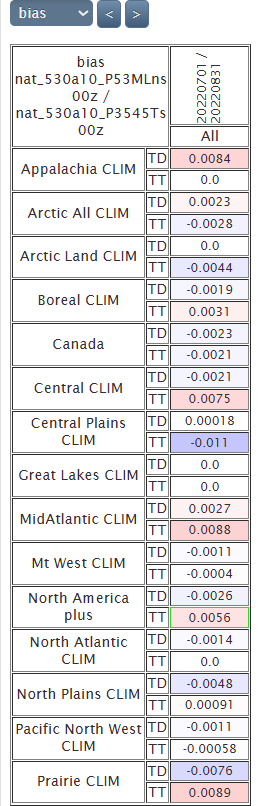 bias
< >
bias
nat_530a10_P53MLns
00z /
nat_530a10_P3545Ts
00z
20220701 /
20220831
All
Appalachia CLIM
TD 0.0084
TT 0.0
Arctic All CLIM
TD 0.0023
TT -0.0028
Arctic Land CLIM
TD 0.0
TT -0.0044
Boreal CLIM
TD -0.0019
TT 0.0031
Canada
TD -0.0023
TT -0.0021
Central CLIM
TD -0.0021
TT 0.0075
Central Plains
CLIM
TD 0.00018
TT -0.011
Great Lakes CLIM
TD 0.0
TT 0.0
MidAtlantic CLIM
TD 0.0027
TT 0.0088
Mt West CLIM
TD -0.0011
TT -0.0004
North America
plus
TD -0.0026
TT 0.0056
North Atlantic
CLIM
TD -0.0014
TT 0.0
North Plains CLIM
TD -0.0048
TT 0.00091
Pacific North West
CLIM
TD -0.0011
TT -0.00058
Prairie CLIM
TD -0.0076
TT 0.0089